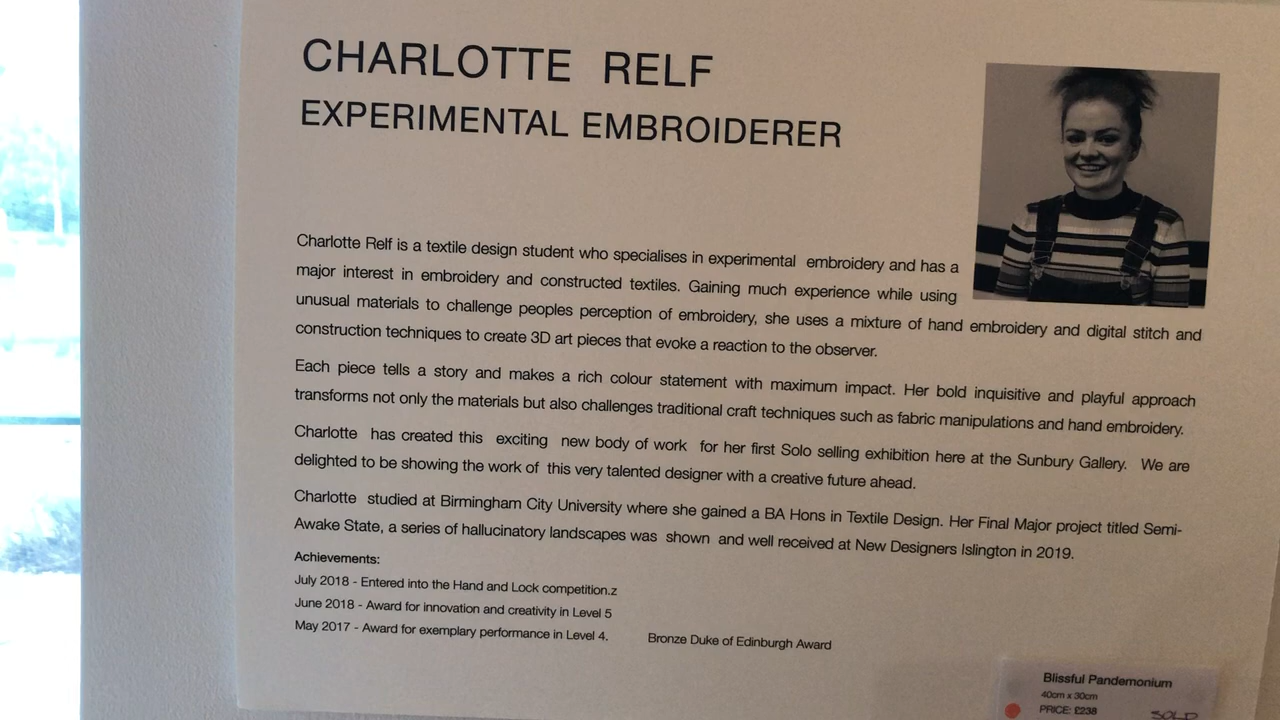 CHARLOTTE RELF
EXPERIMENTAL EMBROIDERER
Charlotte Relf is a textile design student who specialises in experimental embroidery and has a
major interest in embroidery and constructed textiles. Gaining much experience while using
unusual materials to challenge peoples perception of embroidery, she uses a mixture of hand embroidery and digital stitch and
construction techniques to create 3D art pieces that evoke a reaction to the observer.
Each piece tells a story and makes a rich colour statement with maximum impact. Her bold inquisitive and playful approach
transforms not only the materials but also challenges traditional craft techniques such as fabric manipulations and hand embroidery.
Charlotte has created this exciting new body of work for her first Solo selling exhibition here at the Sunbury Gallery. We are
delighted to be showing the work of this very talented designer with a creative future ahead.
Charlotte studied at Birmingham City University where she gained a BA Hons in Textile Design. Her Final Major project titled Semi-
Awake State, a series of hallucinatory landscapes was shown and well received at New Designers Islington in 2019.
Achievements:
July 2018 - Entered into the Hand and Lock competition.z
June 2018 - Award for innovation and creativity in Level 5
May 2017 - Award for exemplary performance in Level 4. Bronze Duke of Edinburgh Award
Blissful Pandemonium
40cm x 30cm
PRICE: £238 SOLD